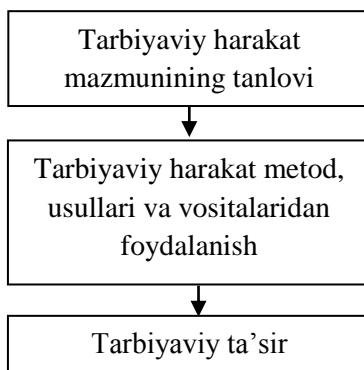 Tarbiyaviy harakat
mazmunining tanlovi
Tarbiyaviy harakat metod,
usullari va vositalaridan
foydalanish
Tarbiyaviy ta’sir